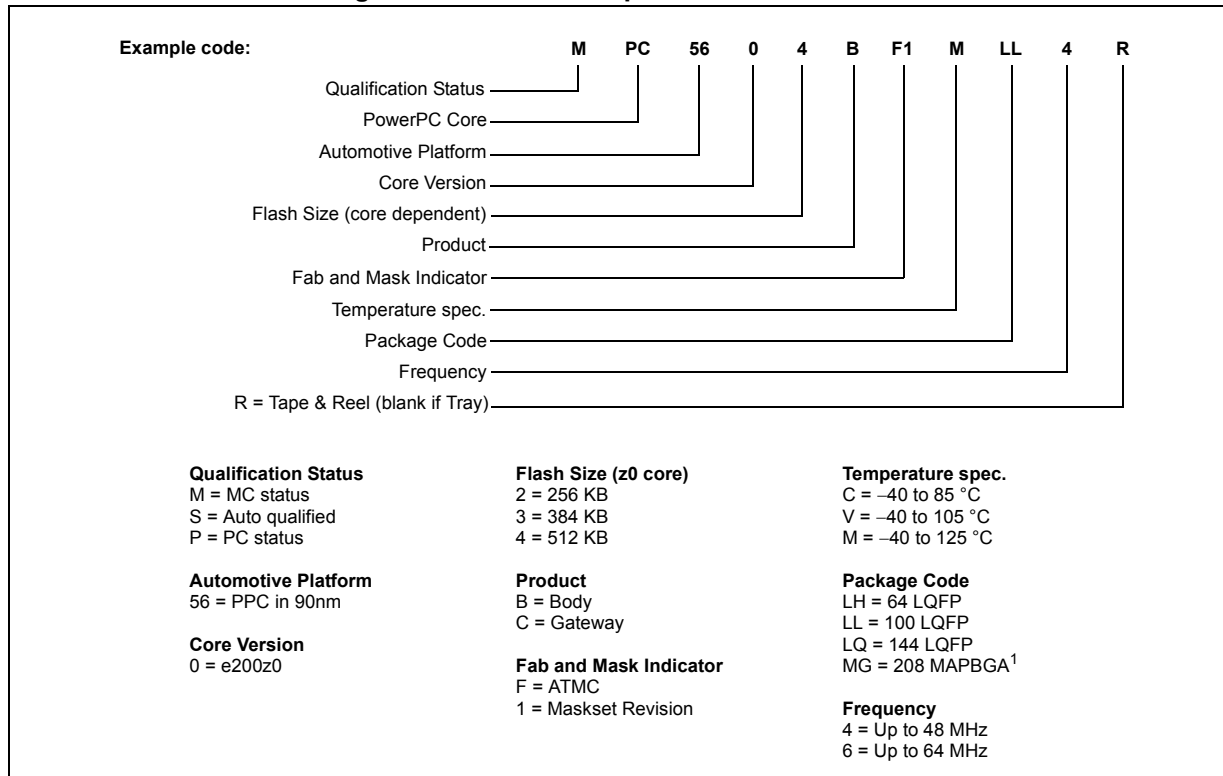 Example code: M PC 56 0 4 B F1 M LL 4 R
Qualification Status
PowerPC Core
Automotive Platform
Core Version
Flash Size (core dependent)
Product
Fab and Mask Indicator
Temperature spec.
Package Code
Frequency
R = Tape & Reel (blank if Tray)
Qualification Status
M = MC status
S = Auto qualified
P = PC status
Automotive Platform
56 = PPC in 90nm
Core Version
0 = e200z0
Flash Size (z0 core)
2 = 256 KB
3 = 384 KB
4 = 512 KB
Product
B = Body
C = Gateway
Fab and Mask Indicator
F = ATMC
1 = Maskset Revision
Temperature spec.
C = –40 to 85 °C
V = –40 to 105 °C
M = –40 to 125 °C
Package Code
LH = 64 LQFP
LL = 100 LQFP
LQ = 144 LQFP
MG = 208 MAPBGA1
Frequency
4 = Up to 48 MHz
6 = Up to 64 MHz